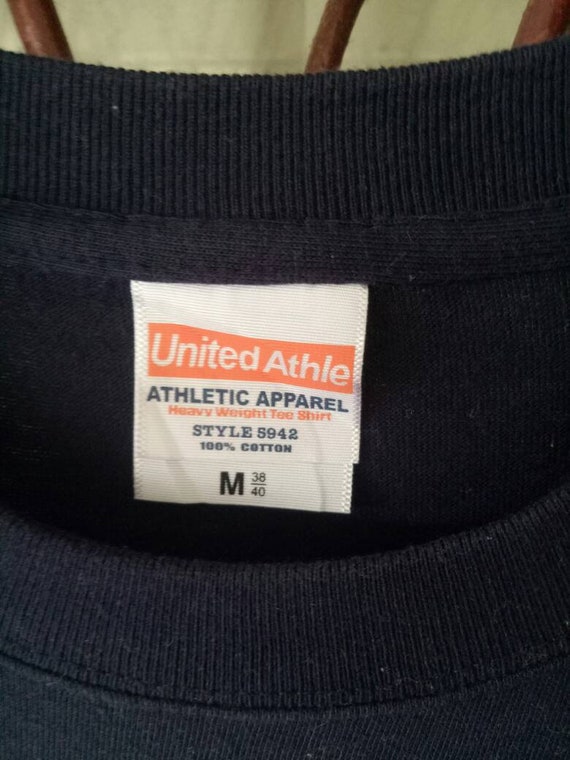 United Athle
ATHLETIC APPAREL
Heavy Weight Tee Shirt
STYLE 5942
100% COTTON
M 38/40